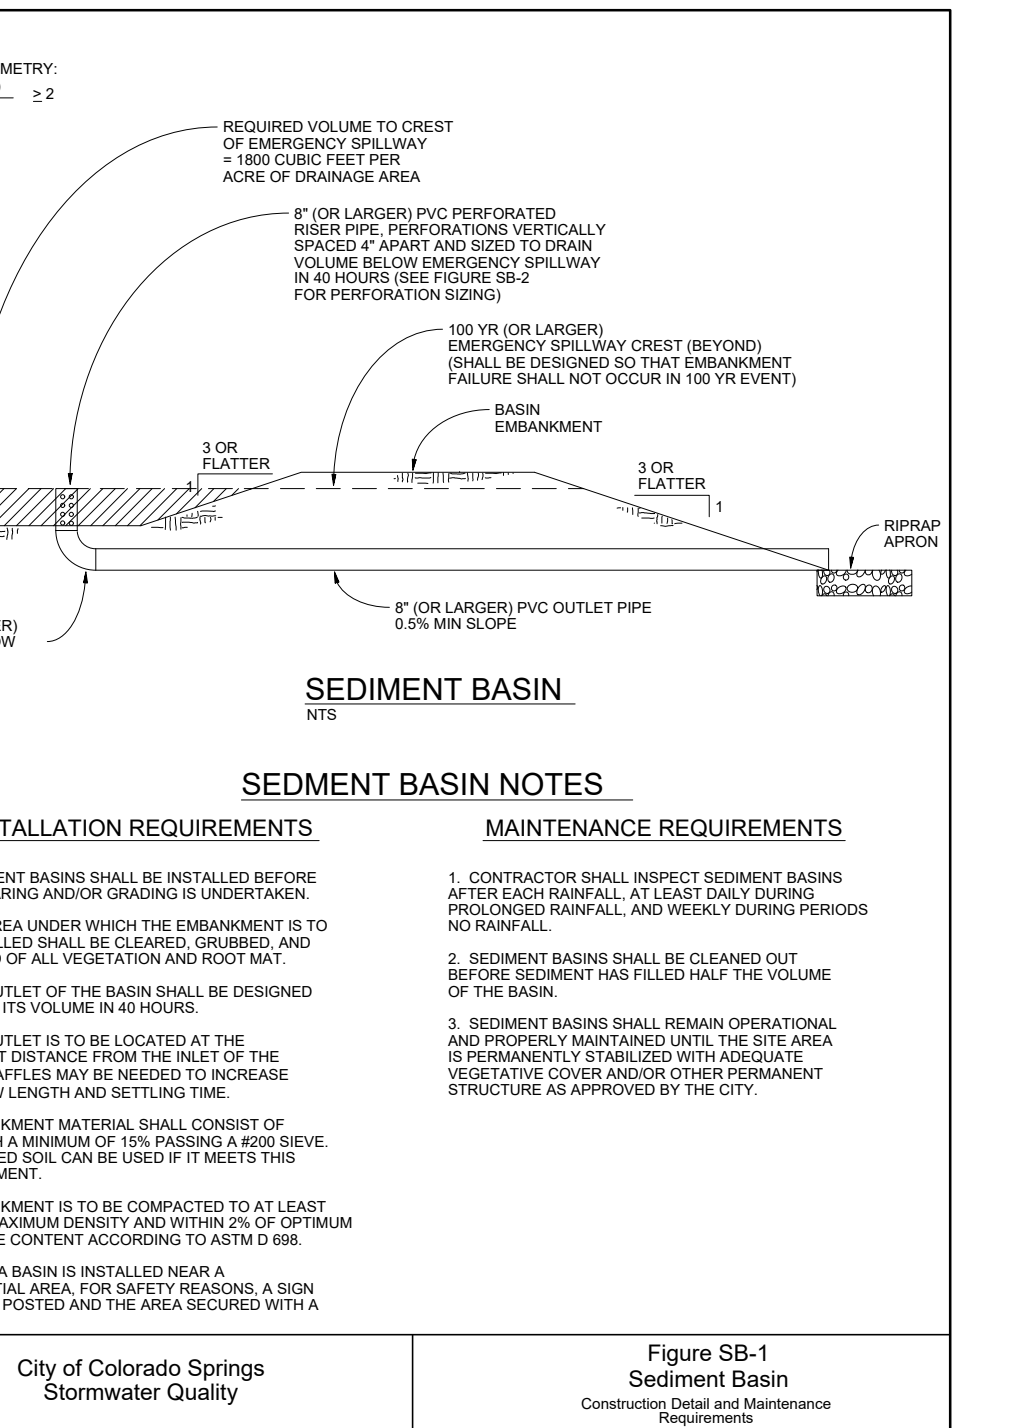 METRY:
≥ 2
REQUIRED VOLUME TO CREST
OF EMERGENCY SPILLWAY
= 1800 CUBIC FEET PER
ACRE OF DRAINAGE AREA
8" (OR LARGER) PVC PERFORATED
RISER PIPE, PERFORATIONS VERTICALLY
SPACED 4" APART AND SIZED TO DRAIN
VOLUME BELOW EMERGENCY SPILLWAY
IN 40 HOURS (SEE FIGURE SB-2
FOR PERFORATION SIZING)
100 YR (OR LARGER)
EMERGENCY SPILLWAY CREST (BEYOND)
(SHALL BE DESIGNED SO THAT EMBANKMENT
FAILURE SHALL NOT OCCUR IN 100 YR EVENT)
BASIN
EMBANKMENT
3 OR
FLATTER
1
3 OR
FLATTER
1
RIPRAP
APRON
8" (OR LARGER) PVC OUTLET PIPE
0.5% MIN SLOPE
ER)
OW
SEDIMENT BASIN
NTS
SEDMENT BASIN NOTES
TALLATION REQUIREMENTS
ENT BASINS SHALL BE INSTALLED BEFORE
ARING AND/OR GRADING IS UNDERTAKEN.
REA UNDER WHICH THE EMBANKMENT IS TO
LLED SHALL BE CLEARED, GRUBBED, AND
D OF ALL VEGETATION AND ROOT MAT.
UTLET OF THE BASIN SHALL BE DESIGNED
ITS VOLUME IN 40 HOURS.
UTLET IS TO BE LOCATED AT THE
T DISTANCE FROM THE INLET OF THE
AFFLES MAY BE NEEDED TO INCREASE
W LENGTH AND SETTLING TIME.
KMENT MATERIAL SHALL CONSIST OF
H A MINIMUM OF 15% PASSING A #200 SIEVE.
ED SOIL CAN BE USED IF IT MEETS THIS
MENT.
KMENT IS TO BE COMPACTED TO AT LEAST
AXIMUM DENSITY AND WITHIN 2% OF OPTIMUM
E CONTENT ACCORDING TO ASTM D 698.
A BASIN IS INSTALLED NEAR A
TIAL AREA, FOR SAFETY REASONS, A SIGN
POSTED AND THE AREA SECURED WITH A
MAINTENANCE REQUIREMENTS
1. CONTRACTOR SHALL INSPECT SEDIMENT BASINS
AFTER EACH RAINFALL, AT LEAST DAILY DURING
PROLONGED RAINFALL, AND WEEKLY DURING PERIODS
NO RAINFALL.
2. SEDIMENT BASINS SHALL BE CLEANED OUT
BEFORE SEDIMENT HAS FILLED HALF THE VOLUME
OF THE BASIN.
3. SEDIMENT BASINS SHALL REMAIN OPERATIONAL
AND PROPERLY MAINTAINED UNTIL THE SITE AREA
IS PERMANENTLY STABILIZED WITH ADEQUATE
VEGETATIVE COVER AND/OR OTHER PERMANENT
STRUCTURE AS APPROVED BY THE CITY.
City of Colorado Springs
Stormwater Quality
Figure SB-1
Sediment Basin
Construction Detail and Maintenance
Requirements